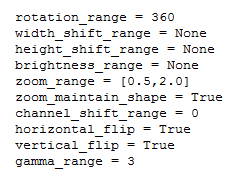 rotation_range = 360
width_shift_range = None
height_shift_range = None
brightness_range = None
zoom_range = [0.5,2.0]
zoom_maintain_shape = True
channel_shift_range = 0
horizontal_flip = True
vertical_flip = True
gamma_range = 3